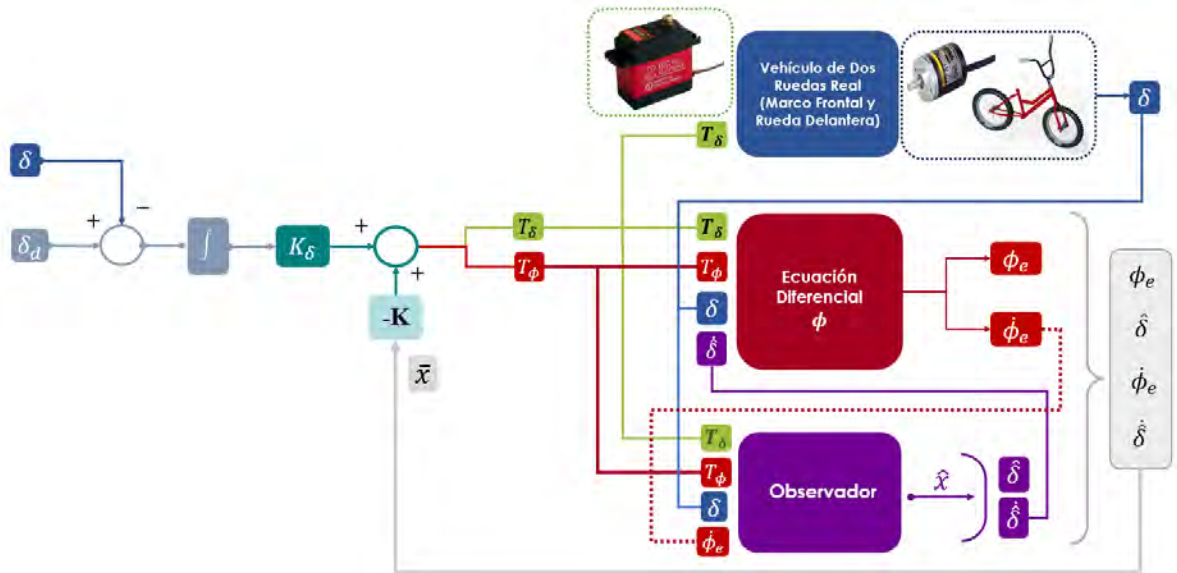 Vehículo de Dos
Ruedas Real
(Marco Frontal y
Rueda Delantera)
δ
T_δ
δ
+
−
δ_d
∫
K_δ
+
+
-K
x̄
T_δ
T_ϕ
T_δ
T_ϕ
δ
δ̇̂
Ecuación
Diferencial
ϕ
ϕ_e
ϕ̇_e
ϕ_e
δ̂
ϕ̇_e
δ̇̂
T_δ
T_ϕ
δ
ϕ̇_e
Observador
x̂
δ̂
δ̇̂